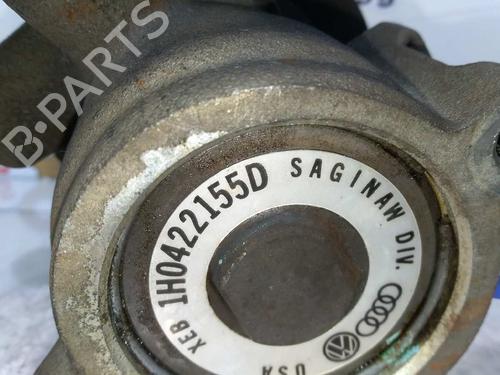 B-PARTS
XEB 1H0422155D
SAGINAW DIV.
USA